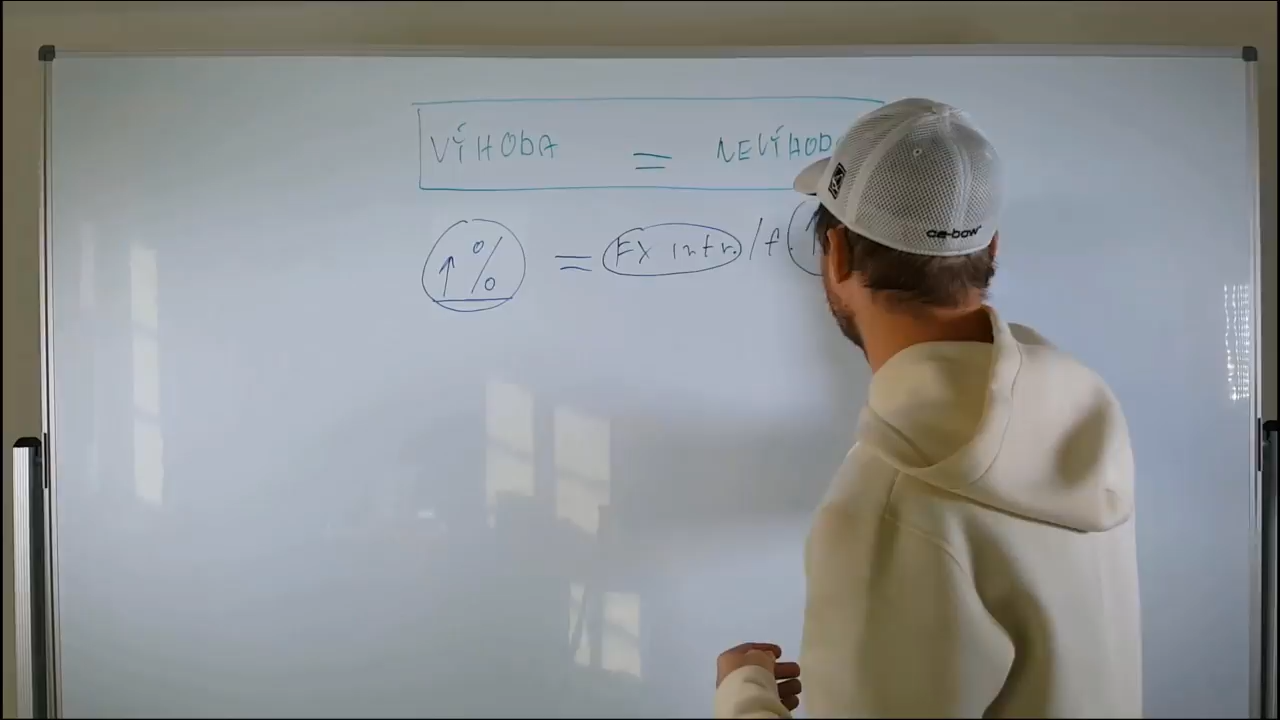 VÝHODA = NEVÝHOD
↑ % = FX intr. / f
ce-bow